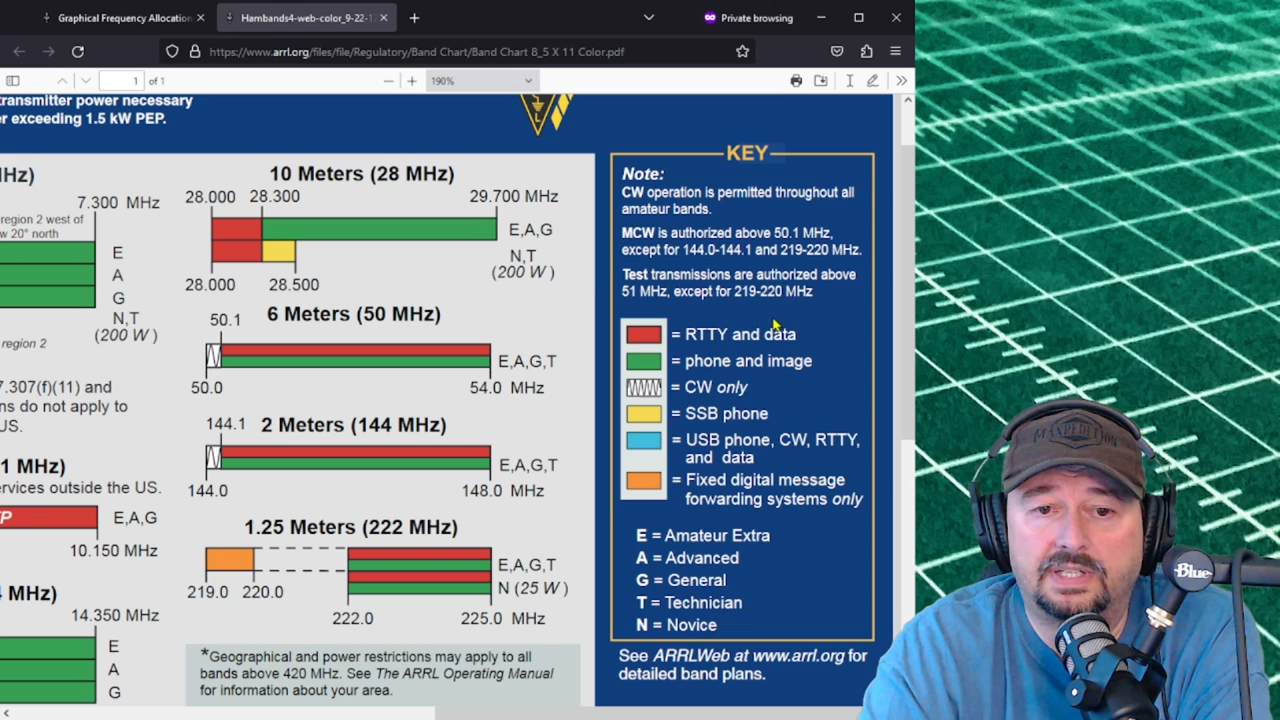 Graphical Frequency Allocation
Hambands4-web-color_9-22-1
Private browsing
https://www.arrl.org/files/file/Regulatory/Band Chart/Band Chart 8_5 X 11 Color.pdf
1 of 1
190%
transmitter power necessary
r exceeding 1.5 kW PEP.
L
Hz)
7.300 MHz
region 2 west of
w 20° north
E
A
G
N,T
(200 W)
region 2
7.307(f)(11) and
ns do not apply to
US.
1 MHz)
ervices outside the US.
P
E,A,G
10.150 MHz
4 MHz)
14.350 MHz
E
A
G
10 Meters (28 MHz)
28.000 28.300 29.700 MHz
E,A,G
N,T
(200 W)
28.000 28.500
6 Meters (50 MHz)
50.1
E,A,G,T
50.0 54.0 MHz
2 Meters (144 MHz)
144.1
E,A,G,T
144.0 148.0 MHz
1.25 Meters (222 MHz)
E,A,G,T
N (25 W)
219.0 220.0
222.0 225.0 MHz
*Geographical and power restrictions may apply to all
bands above 420 MHz. See The ARRL Operating Manual
for information about your area.
KEY
Note:
CW operation is permitted throughout all
amateur bands.
MCW is authorized above 50.1 MHz,
except for 144.0-144.1 and 219-220 MHz.
Test transmissions are authorized above
51 MHz, except for 219-220 MHz
= RTTY and data
= phone and image
= CW only
= SSB phone
= USB phone, CW, RTTY,
and data
= Fixed digital message
forwarding systems only
E = Amateur Extra
A = Advanced
G = General
T = Technician
N = Novice
See ARRLWeb at www.arrl.org for
detailed band plans.
MAXPEDITION
Blue